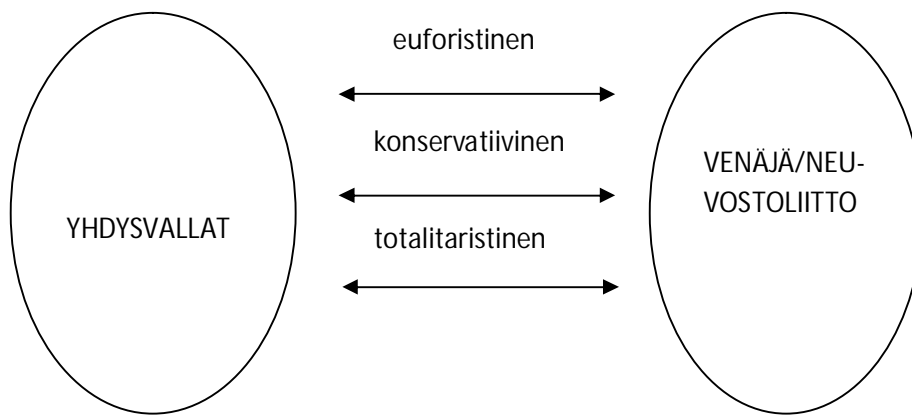 euforistinen
konservatiivinen
VENÄJÄ/NEU-
VOSTOLIITTO
YHDYSVALLAT
totalitaristinen